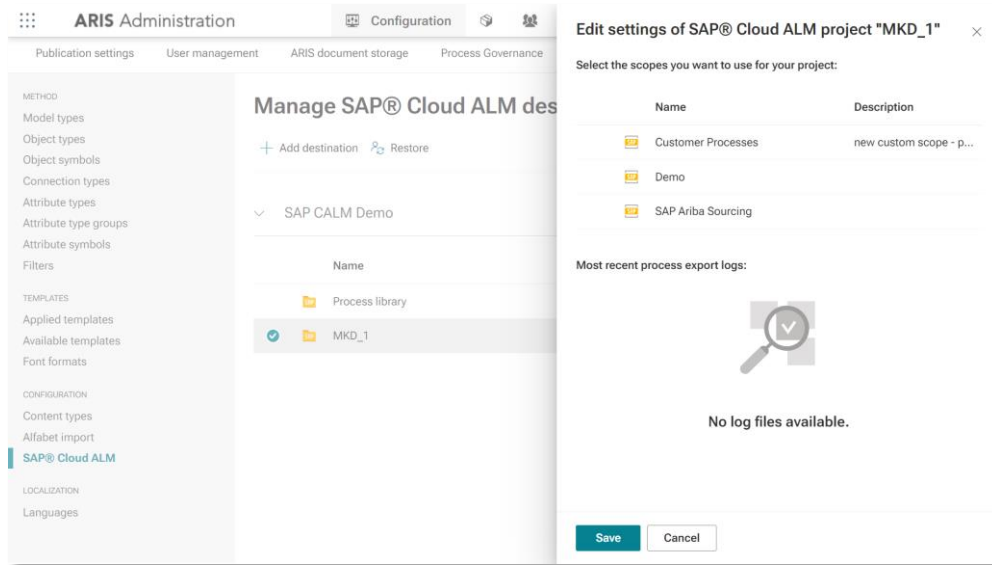 ARIS Administration
Configuration
Publication settings
User management
ARIS document storage
Process Governance
METHOD
Model types
Object types
Object symbols
Connection types
Attribute types
Attribute type groups
Attribute symbols
Filters
TEMPLATES
Applied templates
Available templates
Font formats
CONFIGURATION
Content types
Alfabet import
SAP® Cloud ALM
LOCALIZATION
Languages
Manage SAP® Cloud ALM des
Add destination
Restore
SAP CALM Demo
Name
Process library
MKD_1
Edit settings of SAP® Cloud ALM project "MKD_1"
Select the scopes you want to use for your project:
Name Description
Customer Processes new custom scope - p...
Demo
SAP Ariba Sourcing
Most recent process export logs:
No log files available.
Save
Cancel